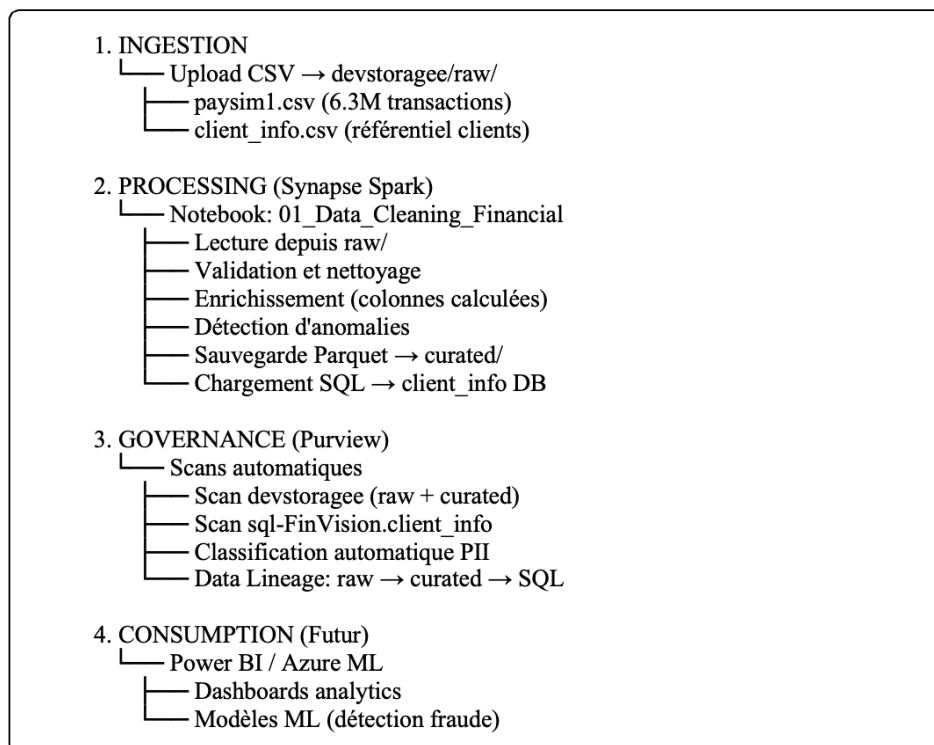 1. INGESTION
└── Upload CSV → devstoragee/raw/
├── paysim1.csv (6.3M transactions)
└── client_info.csv (référentiel clients)
2. PROCESSING (Synapse Spark)
└── Notebook: 01_Data_Cleaning_Financial
├── Lecture depuis raw/
├── Validation et nettoyage
├── Enrichissement (colonnes calculées)
├── Détection d'anomalies
├── Sauvegarde Parquet → curated/
└── Chargement SQL → client_info DB
3. GOVERNANCE (Purview)
└── Scans automatiques
├── Scan devstoragee (raw + curated)
├── Scan sql-FinVision.client_info
├── Classification automatique PII
└── Data Lineage: raw → curated → SQL
4. CONSUMPTION (Futur)
└── Power BI / Azure ML
├── Dashboards analytics
└── Modèles ML (détection fraude)